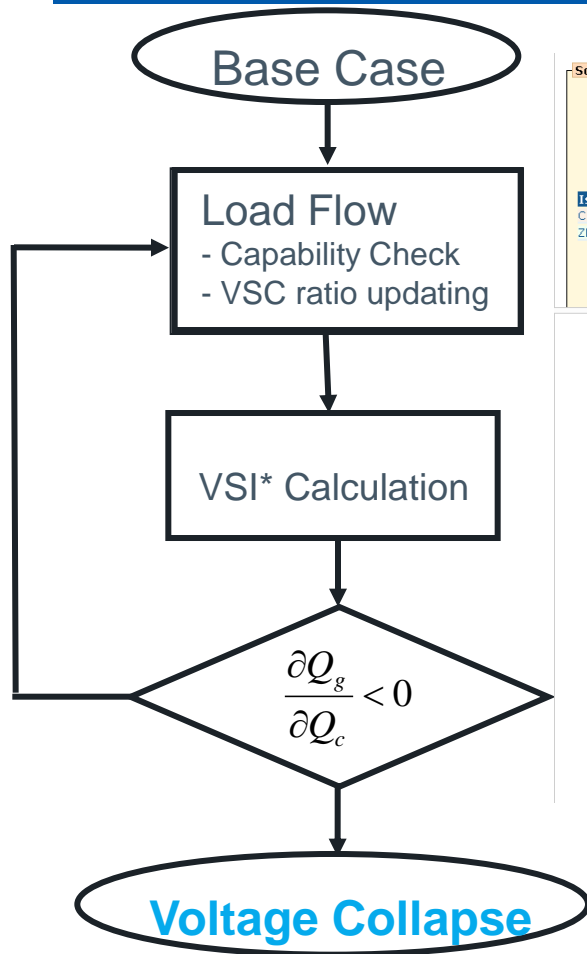 Base Case
Load Flow
- Capability Check
- VSC ratio updating
VSI* Calculation
∂Q_g / ∂Q_c < 0
Voltage Collapse